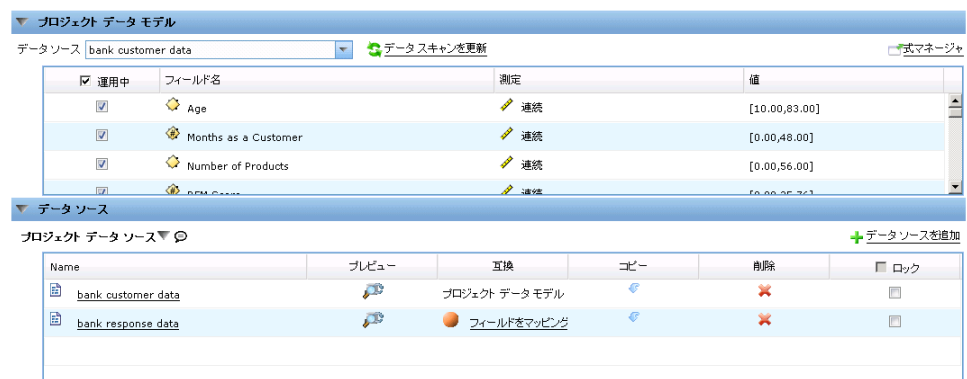 プロジェクト データ モデル
データ ソース bank customer data データ スキャンを更新 式マネージャ
運用中 フィールド名 測定 値
Age 連続 [10.00,83.00]
Months as a Customer 連続 [0.00,48.00]
Number of Products 連続 [0.00,56.00]
データ ソース
プロジェクト データ ソース データ ソースを追加
Name プレビュー 互換 コピー 削除 ロック
bank customer data プロジェクト データ モデル
bank response data フィールドをマッピング